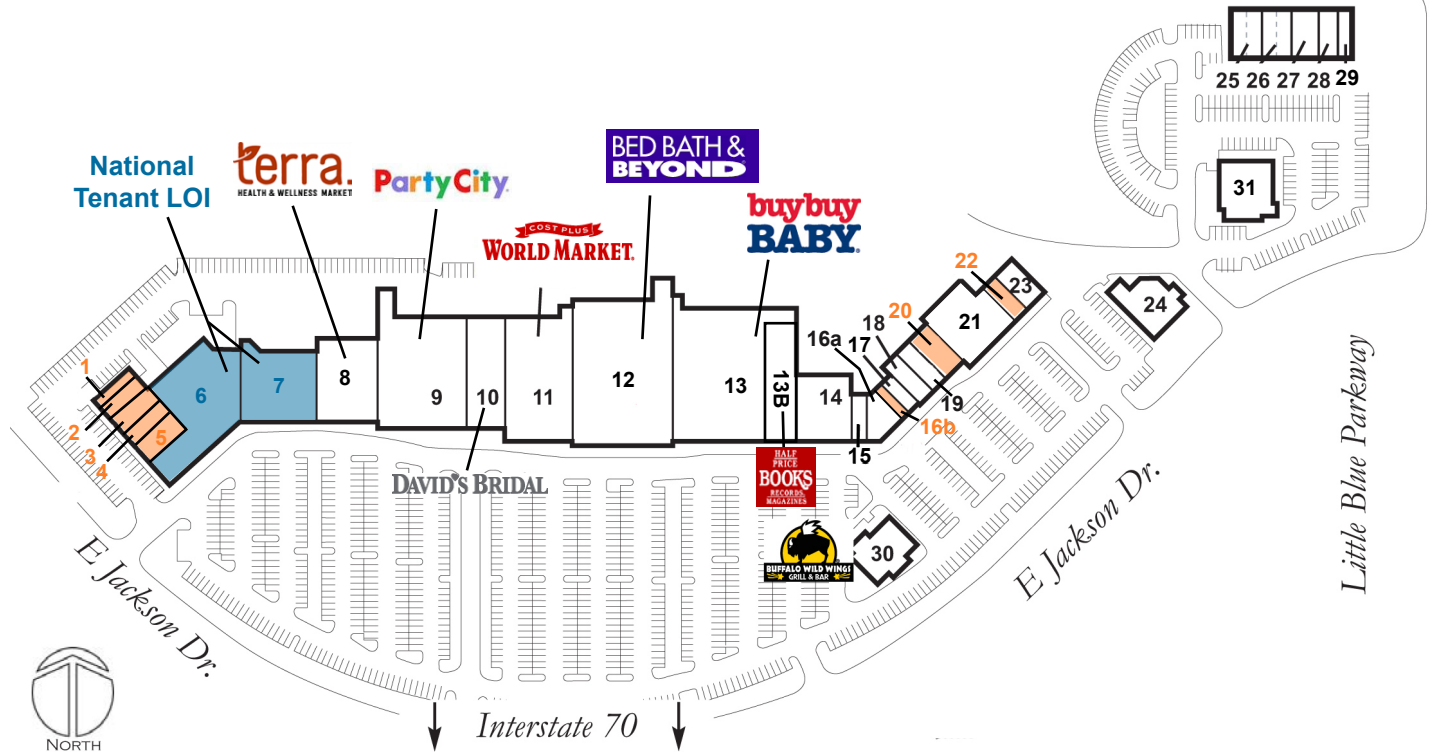 25 26 27 28 29
31
National
Tenant LOI
terra.
HEALTH & WELLNESS MARKET
PartyCity
COST PLUS
WORLD MARKET.
BED BATH &
BEYOND
buybuy
BABY
1
2
3
4
5
6
7
8
9
10
11
12
13
13B
14
15
16a
16b
17
18
19
20
21
22
23
24
DAVID'S BRIDAL
HALF
PRICE
BOOKS
RECORDS,
MAGAZINES
BUFFALO WILD WINGS
GRILL & BAR
30
E Jackson Dr.
E Jackson Dr.
Little Blue Parkway
Interstate 70
NORTH